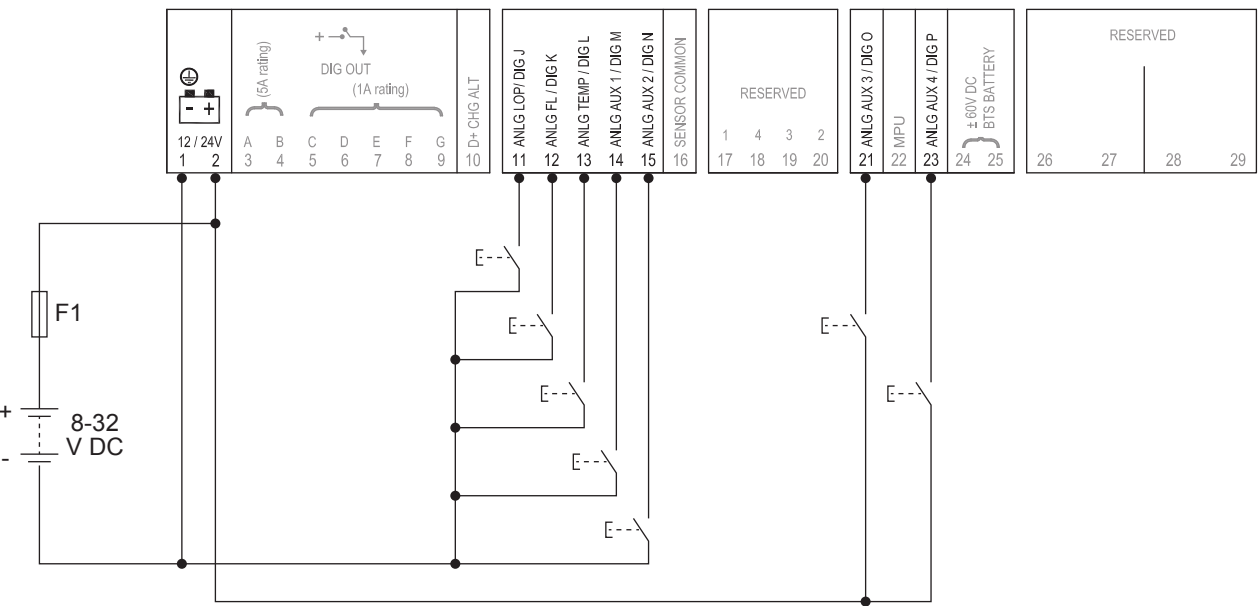 +
DIG OUT
(5A rating)
(1A rating)
- +
12 / 24V
A B C D E F G
1 2 3 4 5 6 7 8 9 10
D+ CHG ALT
ANLG LOP/ DIG J
ANLG FL / DIG K
ANLG TEMP / DIG L
ANLG AUX 1 / DIG M
ANLG AUX 2 / DIG N
SENSOR COMMON
11 12 13 14 15 16
RESERVED
1 4 3 2
17 18 19 20
ANLG AUX 3 / DIG O
MPU
ANLG AUX 4 / DIG P
± 60V DC
BTS BATTERY
21 22 23 24 25
RESERVED
26 27 28 29
F1
+
8-32
V DC
-